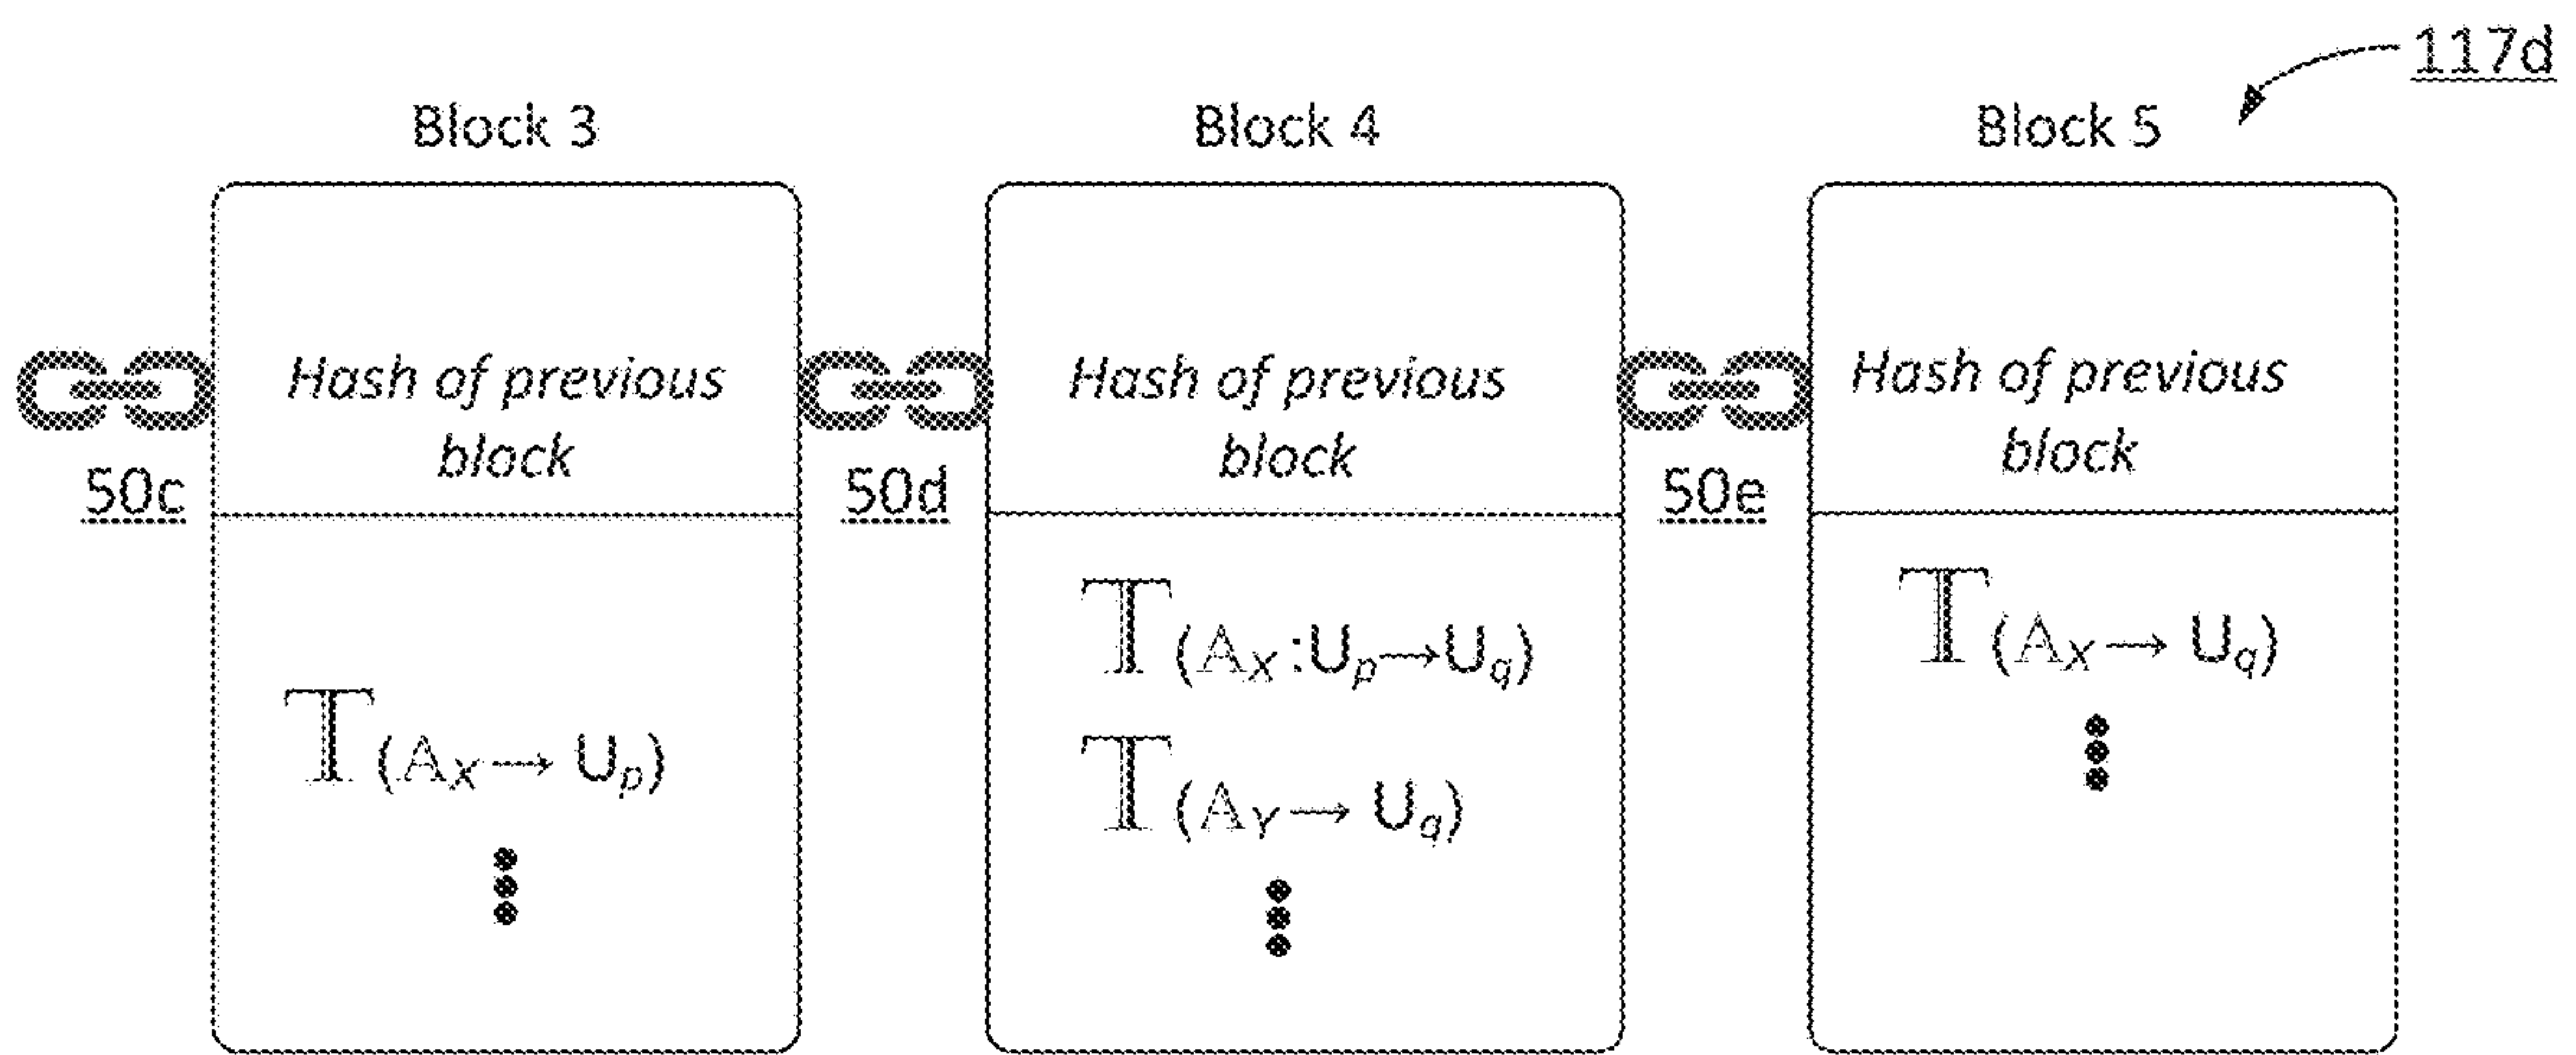 117d
Block 3
Block 4
Block 5
Hash of previous
block
Hash of previous
block
Hash of previous
block
50c
50d
50e
𝕋(𝔸X→ Up)
𝕋(𝔸X:Up→Uq)
𝕋(𝔸Y→ Uq)
𝕋(𝔸X→ Uq)